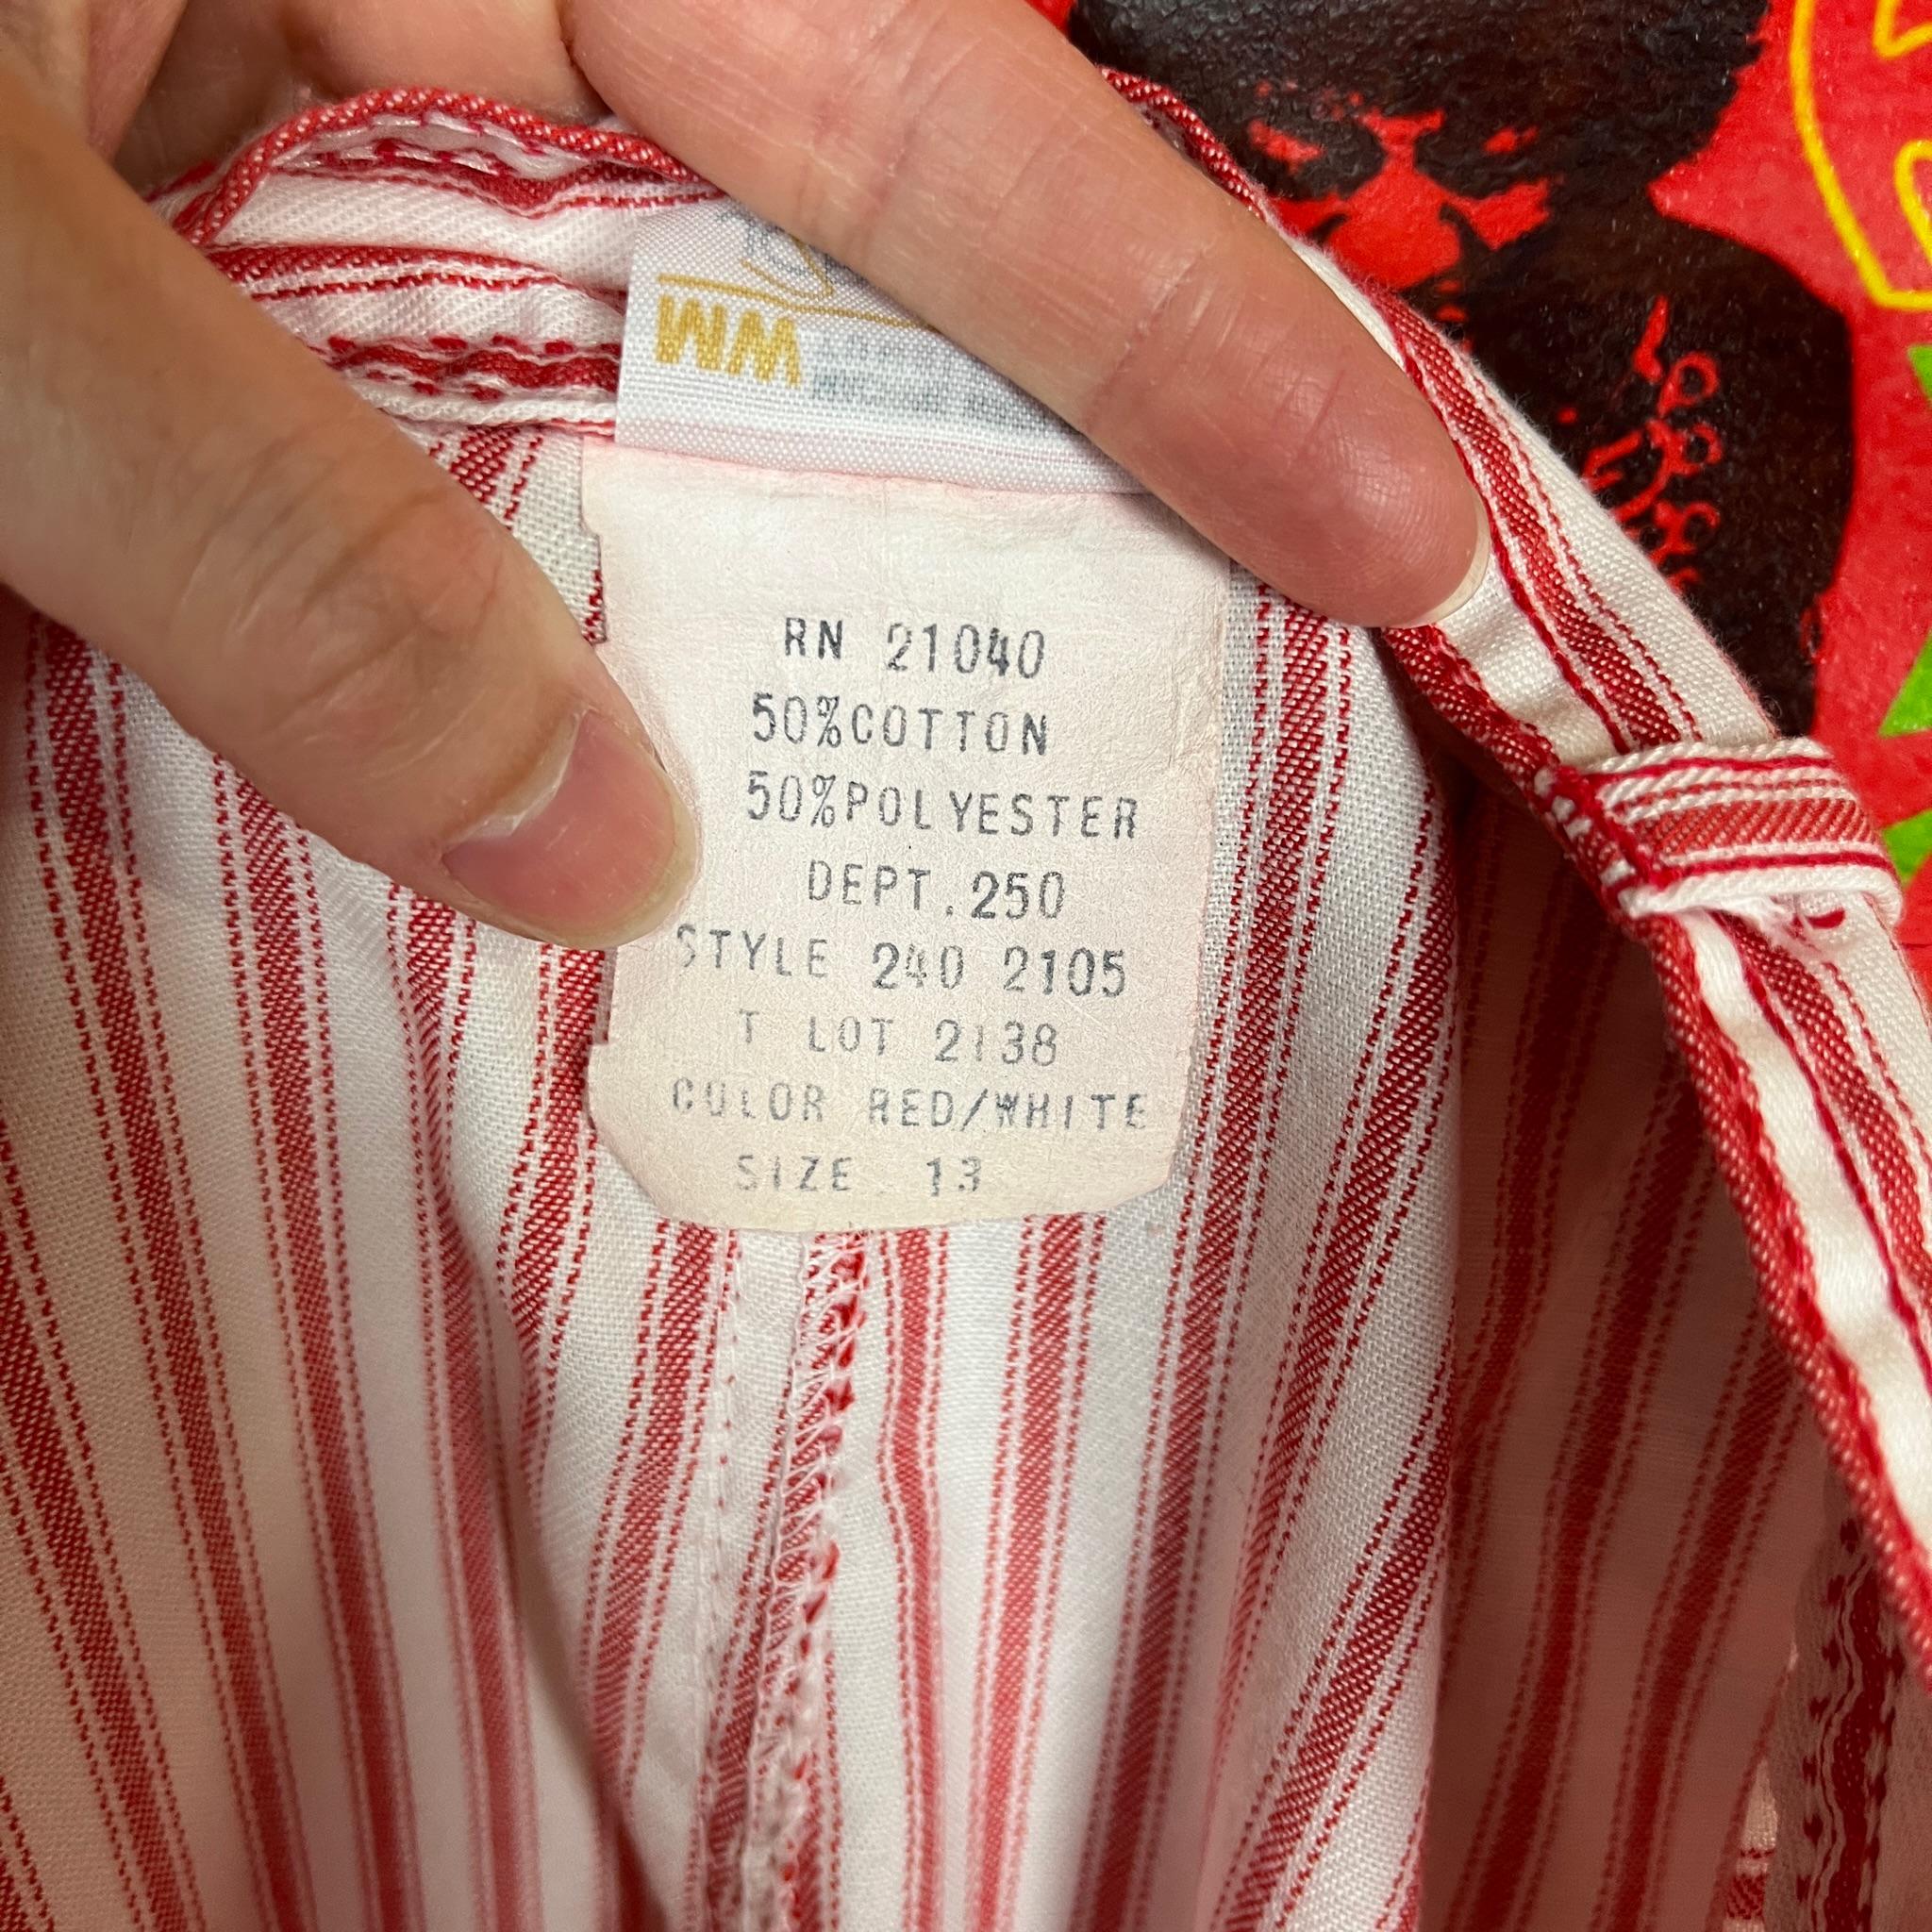 WM
RN 21040
50%COTTON
50%POLYESTER
DEPT.250
STYLE 240 2105
T LOT 2138
COLOR RED/WHITE
SIZE 13